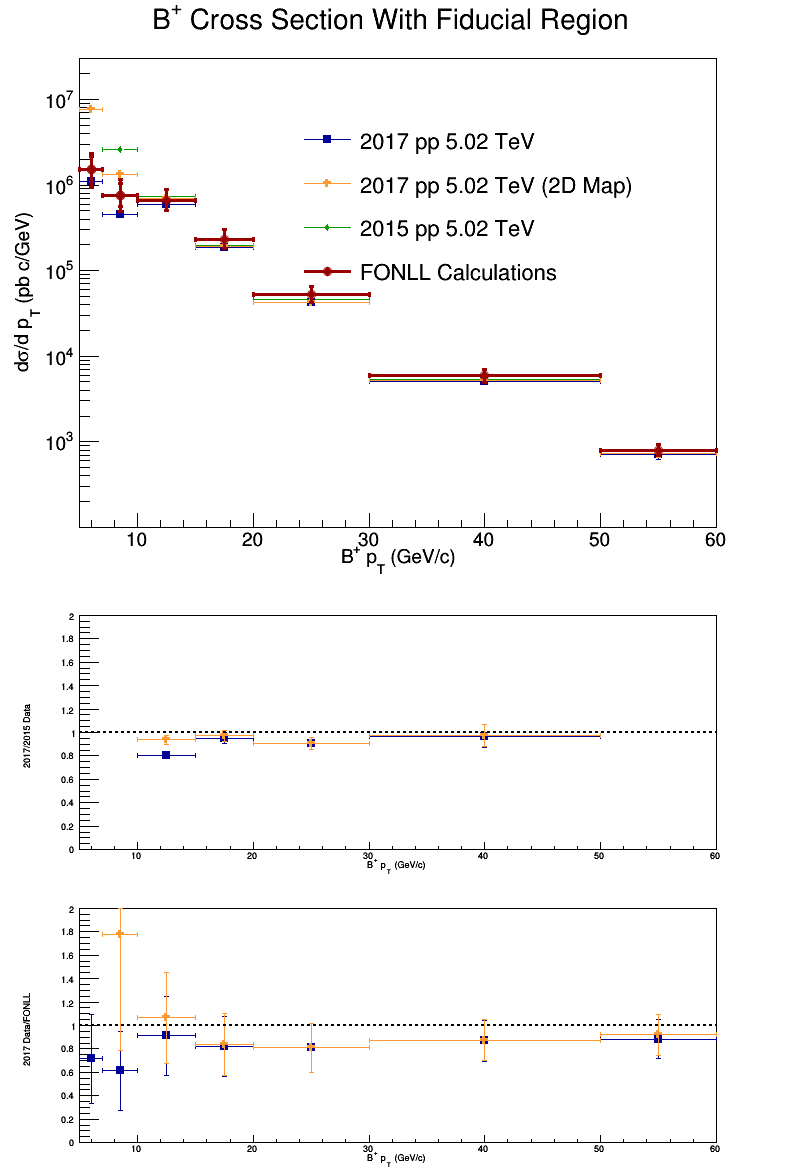 B+ Cross Section With Fiducial Region
10^7
10^6
10^5
10^4
10^3
dσ/d p_T (pb c/GeV)
2017 pp 5.02 TeV
2017 pp 5.02 TeV (2D Map)
2015 pp 5.02 TeV
FONLL Calculations
10 20 30 40 50 60
B+ p_T (GeV/c)
2
1.8
1.6
1.4
1.2
1
0.8
0.6
0.4
0.2
0
2017/2015 Data
10 20 30 40 50 60
B+ p_T (GeV/c)
2
1.8
1.6
1.4
1.2
1
0.8
0.6
0.4
0.2
0
2017 Data/FONLL
10 20 30 40 50 60
B+ p_T (GeV/c)